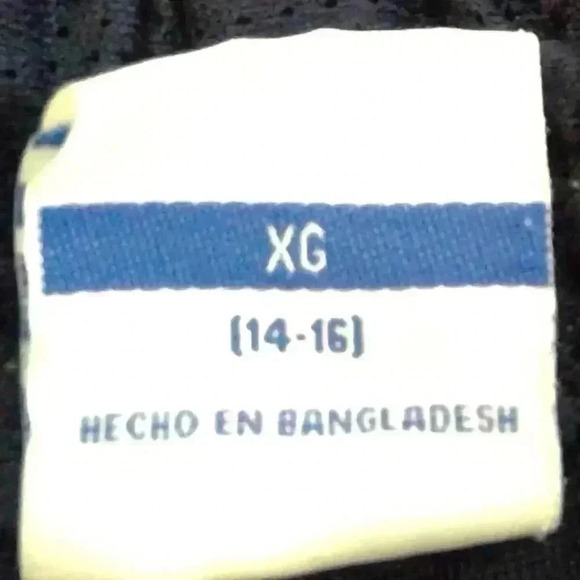 XG
(14-16)
HECHO EN BANGLADESH